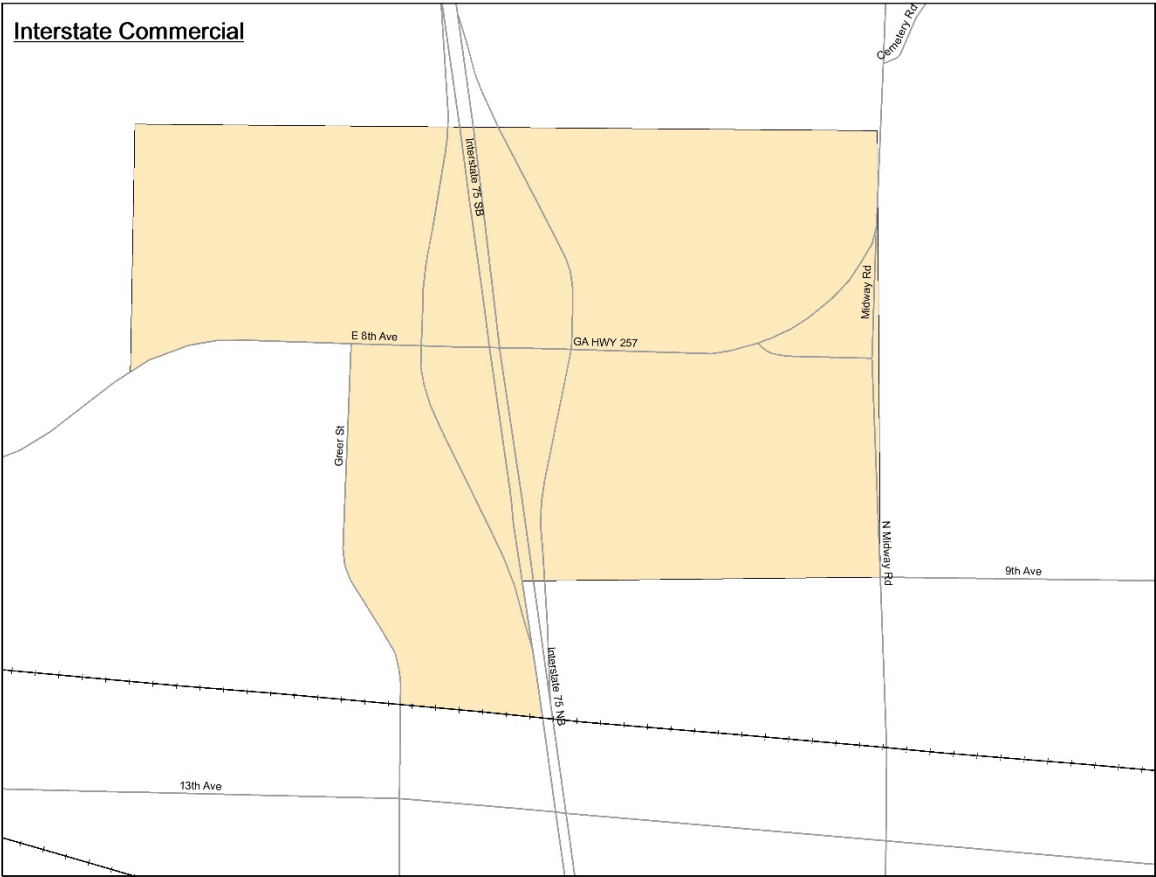 Interstate Commercial
Cemetery Rd
Interstate 75 SB
Midway Rd
E 8th Ave
GA HWY 257
Greer St
N Midway Rd
9th Ave
Interstate 75 NB
13th Ave